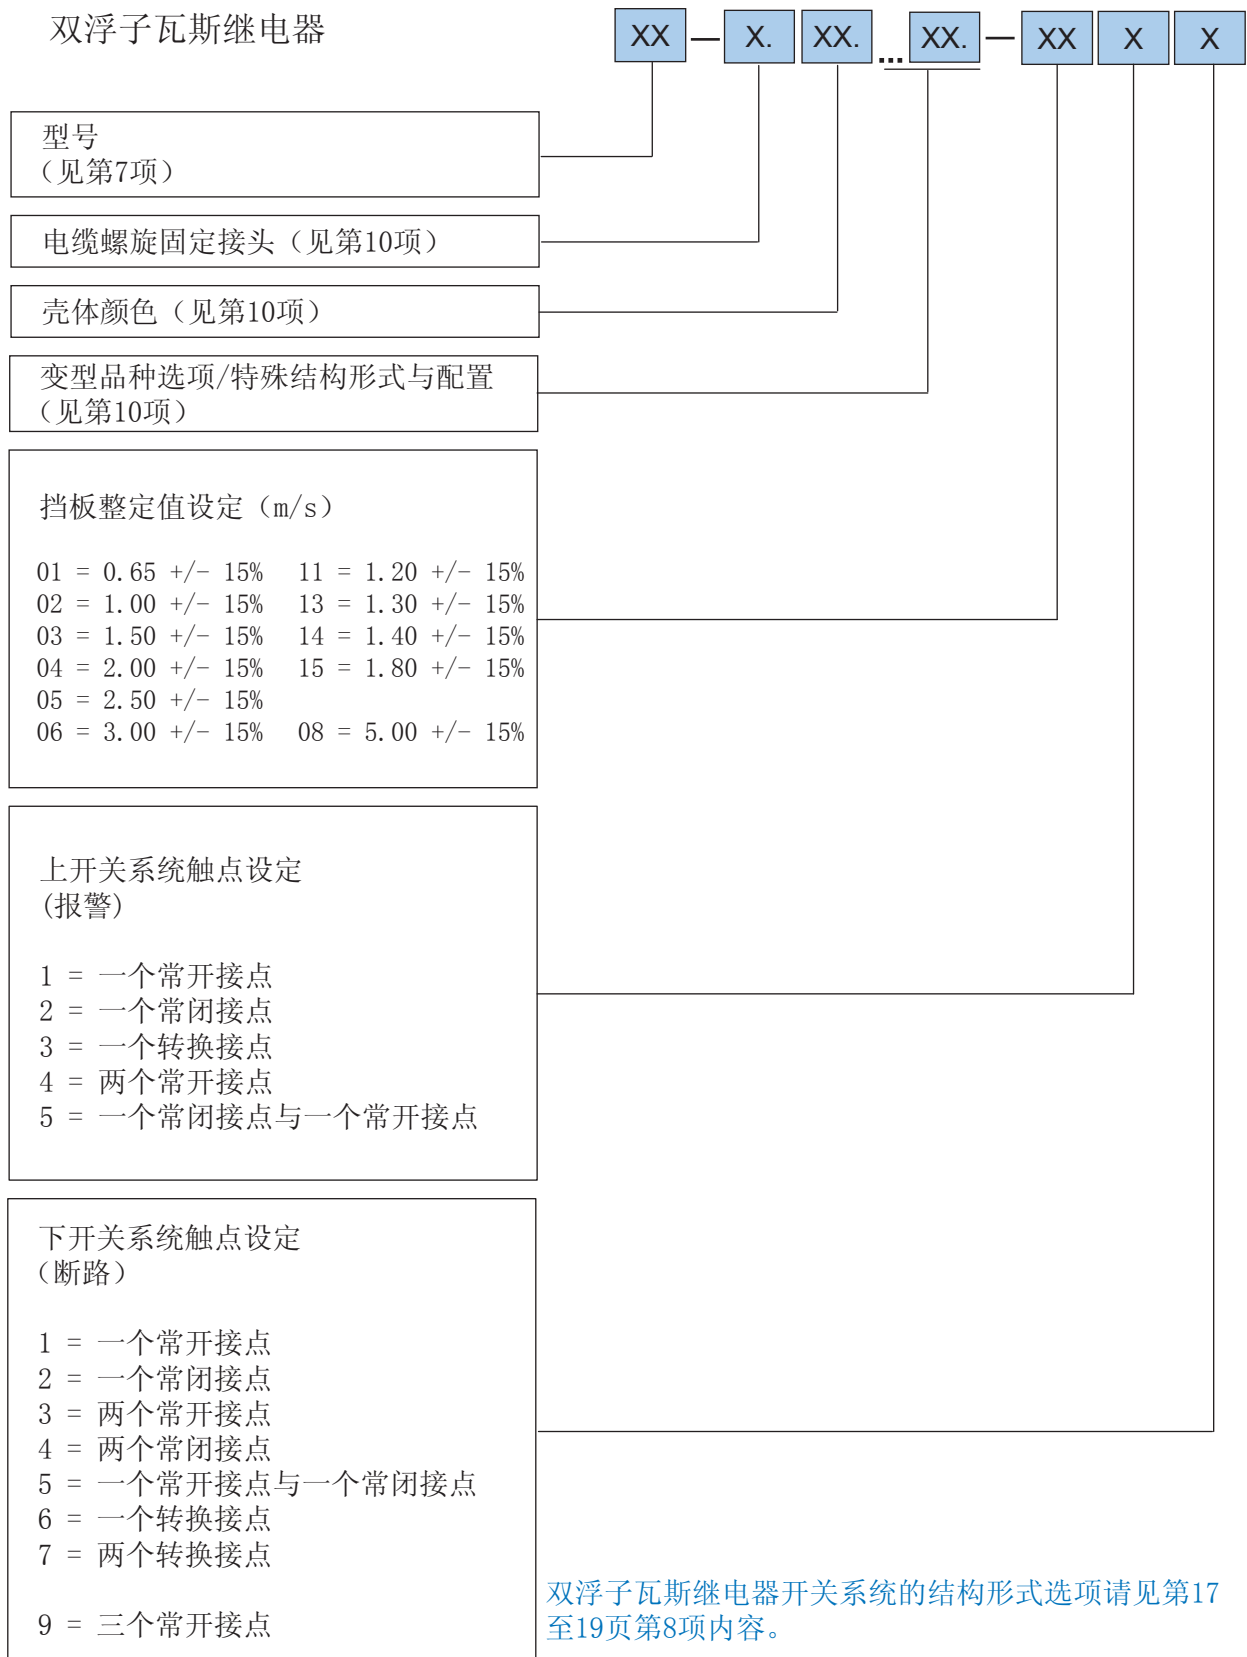 双浮子瓦斯继电器
XX — X. XX. ... XX. — XX X X
型号
（见第7项）
电缆螺旋固定接头（见第10项）
壳体颜色（见第10项）
变型品种选项/特殊结构形式与配置
（见第10项）
挡板整定值设定（m/s）
01 = 0.65 +/- 15% 11 = 1.20 +/- 15%
02 = 1.00 +/- 15% 13 = 1.30 +/- 15%
03 = 1.50 +/- 15% 14 = 1.40 +/- 15%
04 = 2.00 +/- 15% 15 = 1.80 +/- 15%
05 = 2.50 +/- 15%
06 = 3.00 +/- 15% 08 = 5.00 +/- 15%
上开关系统触点设定
(报警)
1 = 一个常开接点
2 = 一个常闭接点
3 = 一个转换接点
4 = 两个常开接点
5 = 一个常闭接点与一个常开接点
下开关系统触点设定
（断路）
1 = 一个常开接点
2 = 一个常闭接点
3 = 两个常开接点
4 = 两个常闭接点
5 = 一个常开接点与一个常闭接点
6 = 一个转换接点
7 = 两个转换接点
9 = 三个常开接点
双浮子瓦斯继电器开关系统的结构形式选项请见第17
至19页第8项内容。